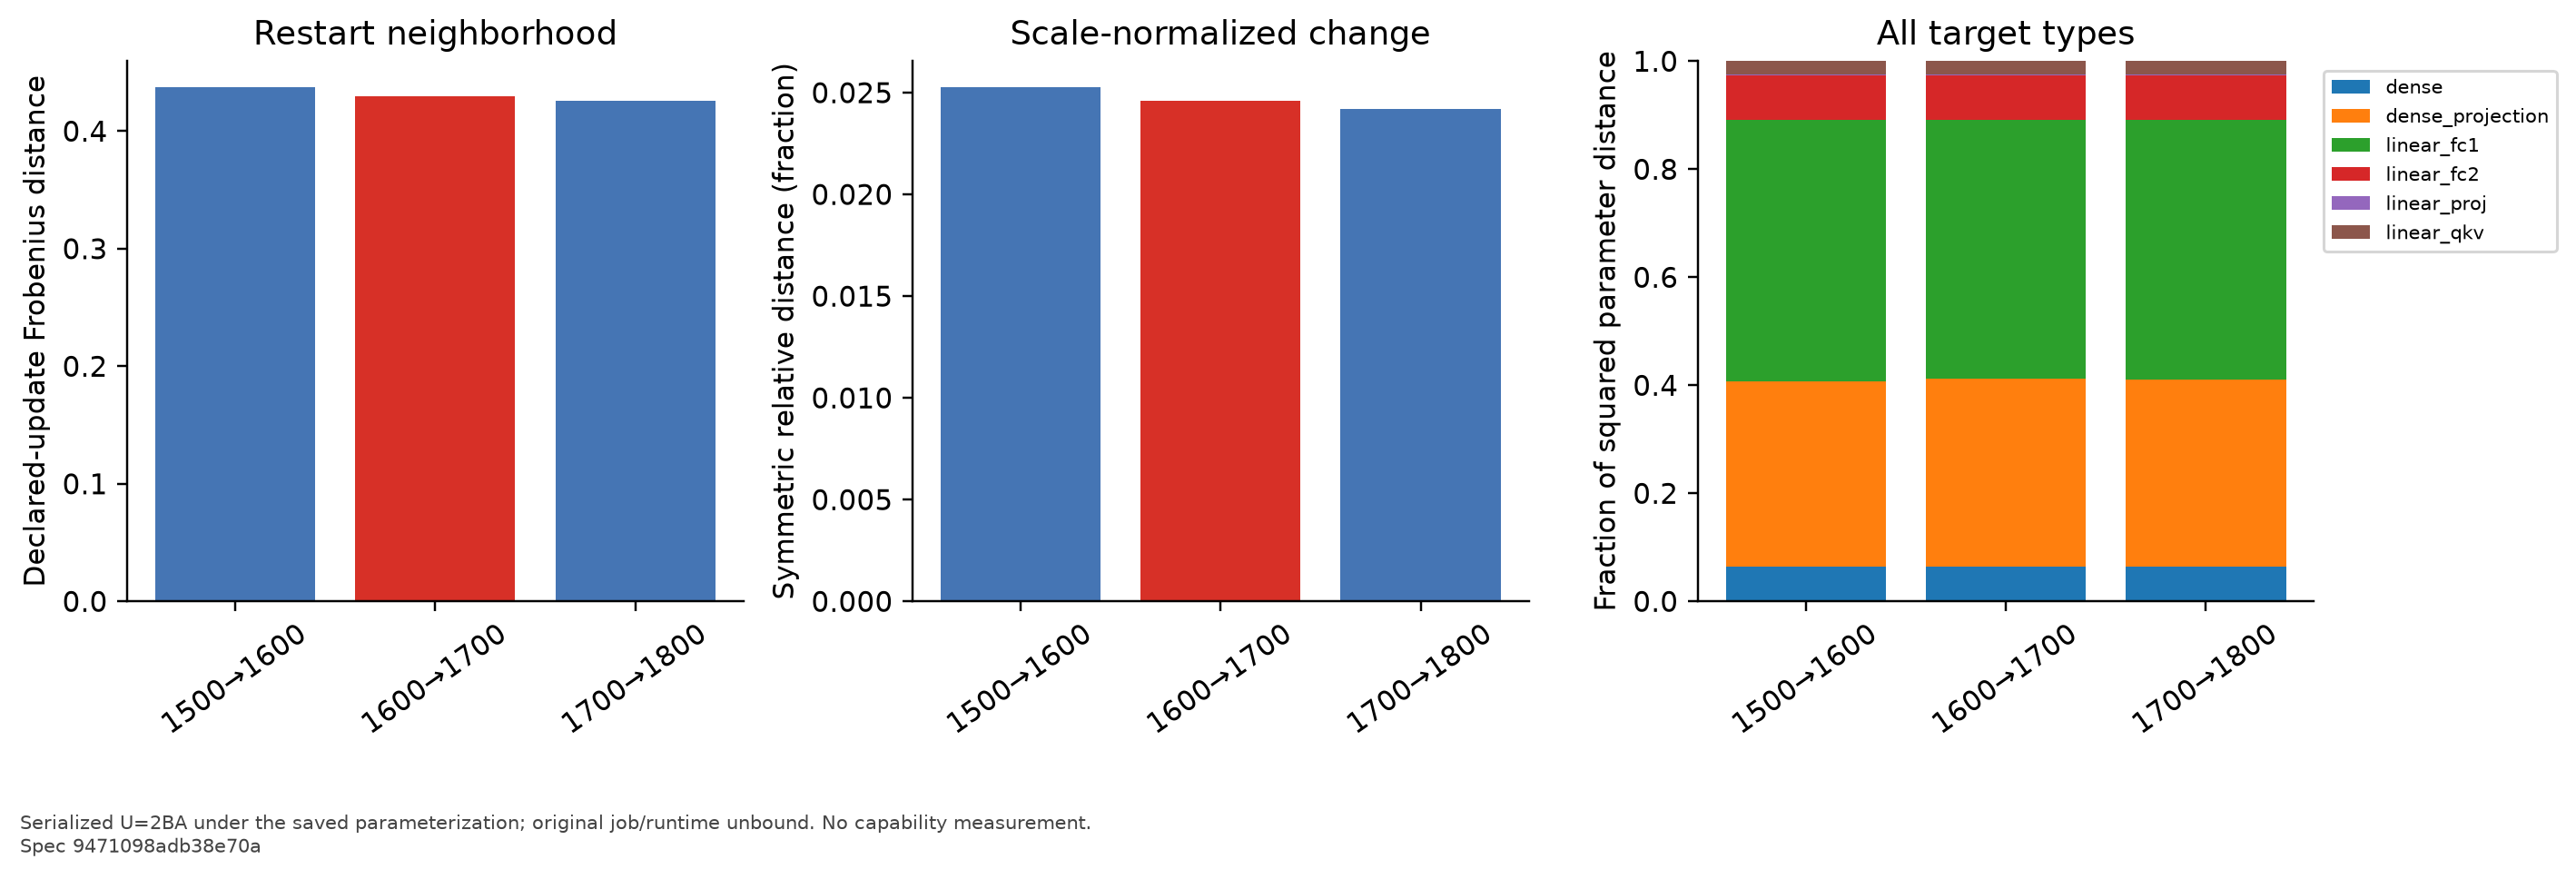 Restart neighborhood
Declared-update Frobenius distance
0.4
0.3
0.2
0.1
0.0
1500→1600
1600→1700
1700→1800
Scale-normalized change
Symmetric relative distance (fraction)
0.025
0.020
0.015
0.010
0.005
0.000
1500→1600
1600→1700
1700→1800
All target types
Fraction of squared parameter distance
1.0
0.8
0.6
0.4
0.2
0.0
1500→1600
1600→1700
1700→1800
dense
dense_projection
linear_fc1
linear_fc2
linear_proj
linear_qkv
Serialized U=2BA under the saved parameterization; original job/runtime unbound. No capability measurement.
Spec 9471098adb38e70a